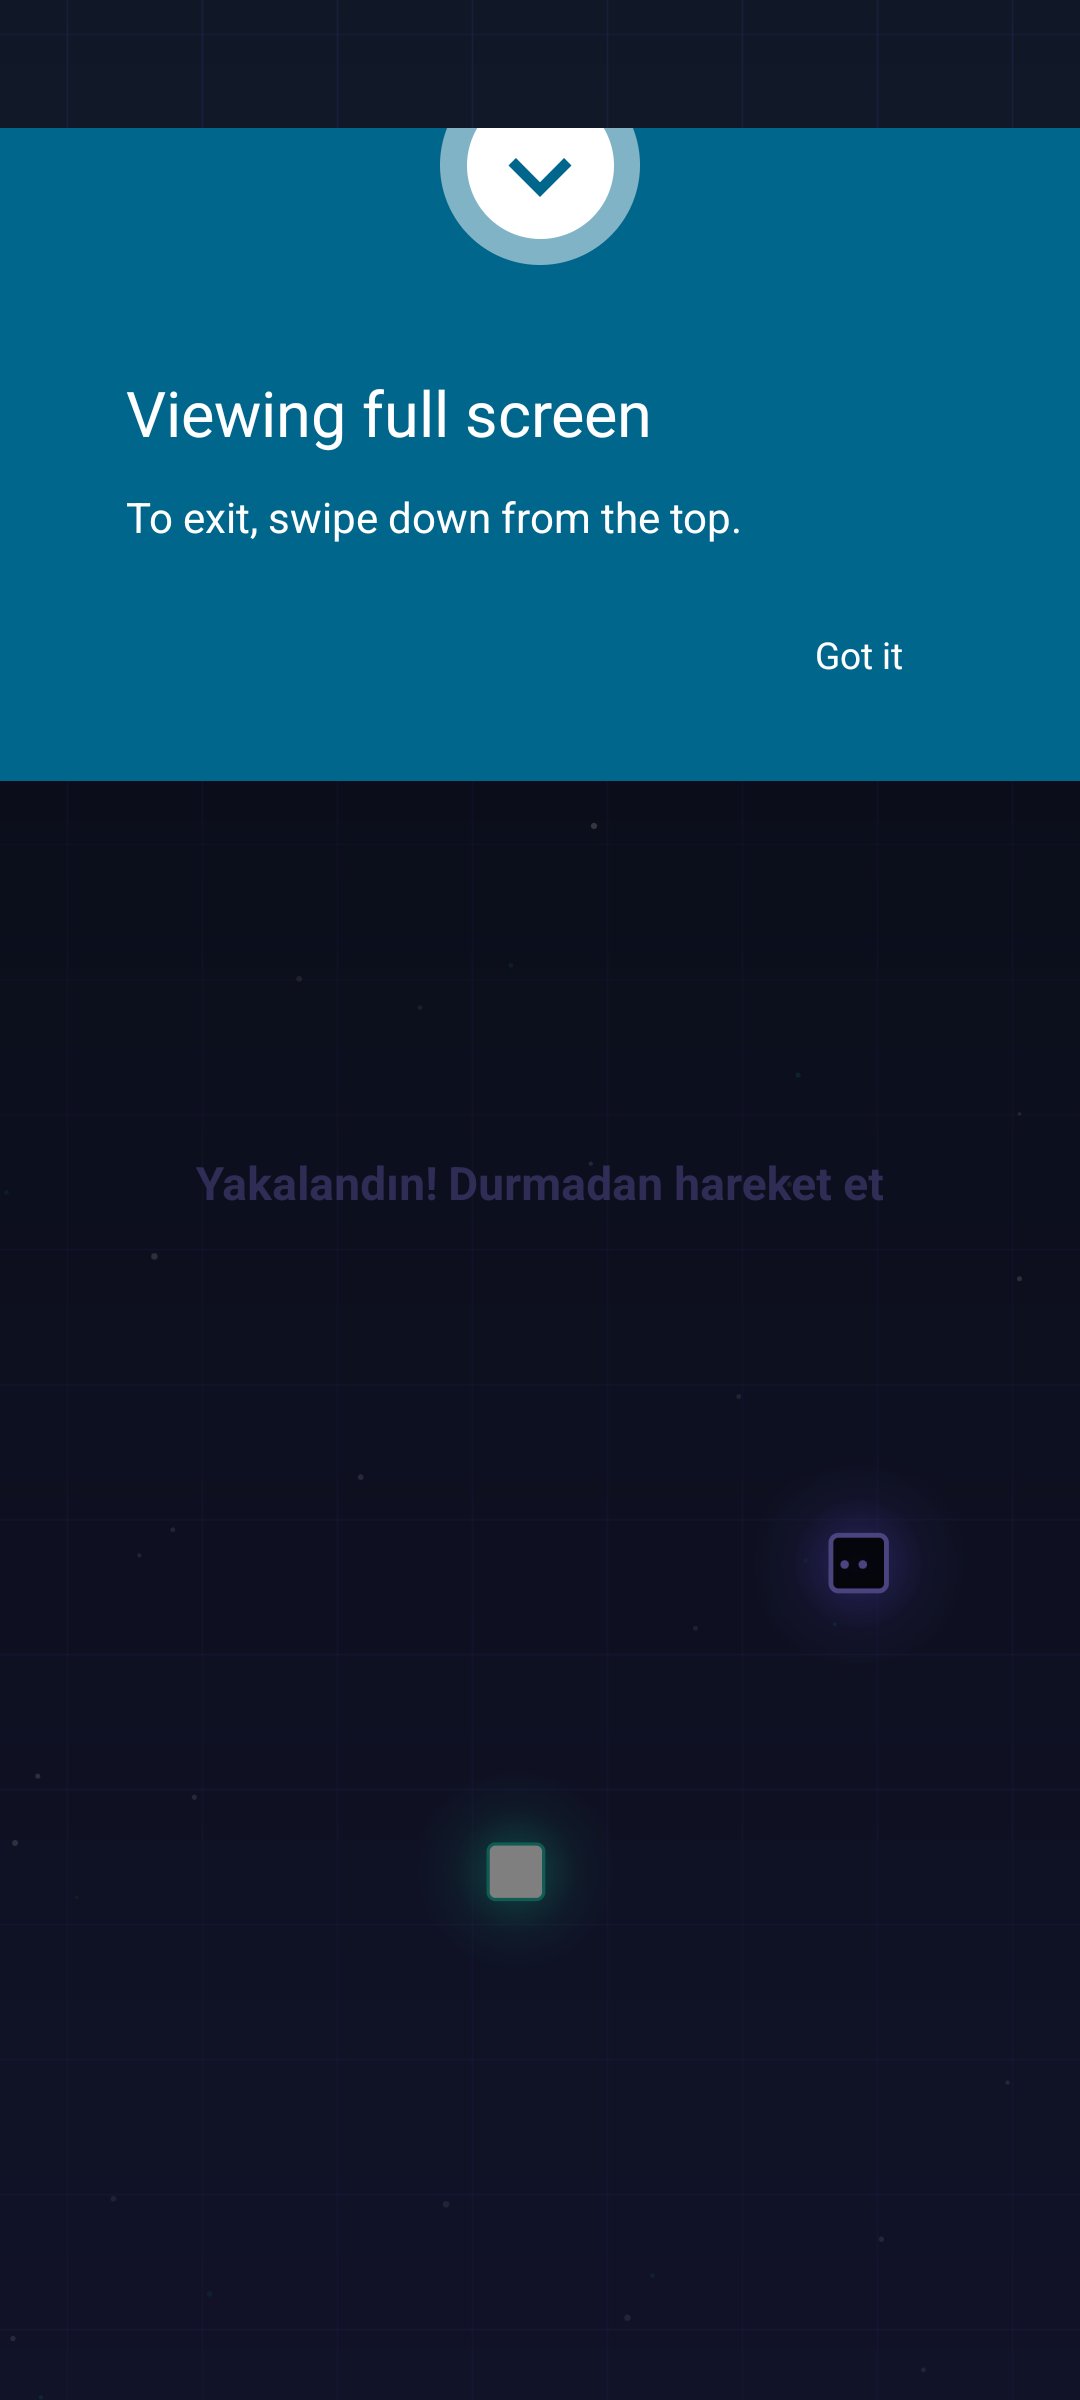 Viewing full screen
To exit, swipe down from the top.
Got it
Yakalandın! Durmadan hareket et